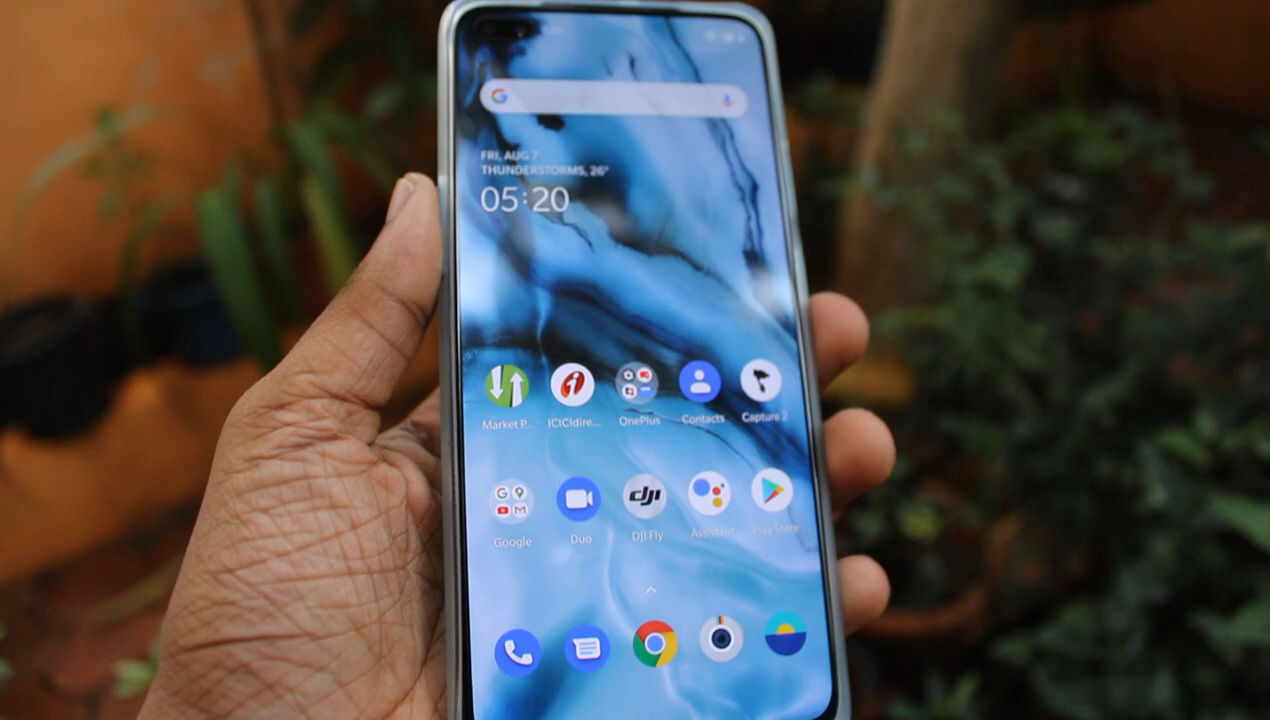 FRI, AUG 7
THUNDERSTORMS, 26°
05:20
Market P... ICICIdire... OnePlus Contacts Capture 2
dji
Google Duo DJI Fly Assistant Play Store